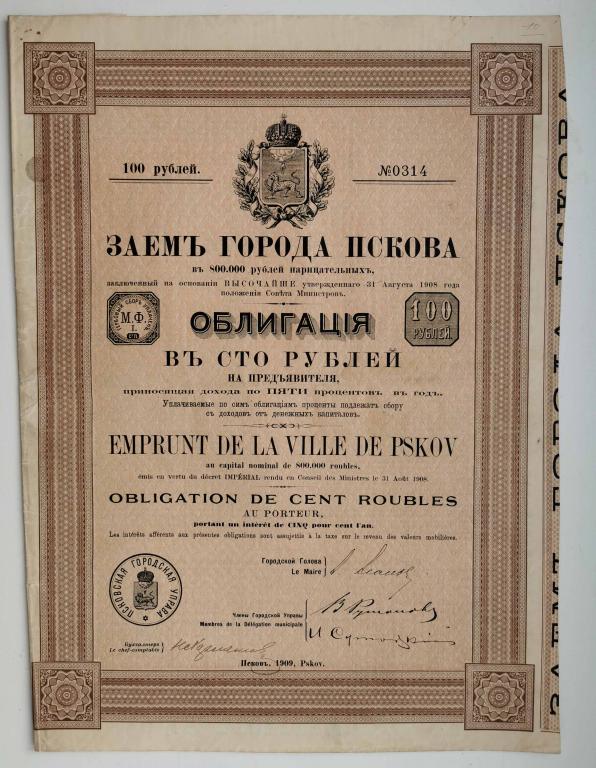 100 рублей.
№0314
ЗАЕМЪ ГОРОДА ПСКОВА
въ 800.000 рублей нарицательныхъ,
заключенный на основаніи ВЫСОЧАЙШЕ утвержденнаго 31 Августа 1908 года
положенія Совѣта Министровъ.
М.Ф.
I.
СП.
ОБЛИГАЦІЯ
100
РУБЛЕЙ
ВЪ СТО РУБЛЕЙ
НА ПРЕДЪЯВИТЕЛЯ,
приносящая дохода по ПЯТИ процентовъ въ годъ.
Уплачиваемые по симъ облигаціямъ проценты подлежатъ сбору
съ доходовъ отъ денежныхъ капиталовъ.
EMPRUNT DE LA VILLE DE PSKOV
au capital nominal de 800.000 roubles,
émis en vertu du décret IMPÉRIAL rendu en Conseil des Ministres le 31 Août 1908.
OBLIGATION DE CENT ROUBLES
AU PORTEUR,
portant un intérêt de CINQ pour cent l'an.
Les intérêts afférents aux présentes obligations sont assujettis à la taxe sur le revenu des valeurs mobilières.
ПСКОВСКАЯ ГОРОДСКАЯ УПРАВА
Городской Голова
Le Maire
Члены Городской Управы
Membres de la Délégation municipale
Бухгалтеръ
Le chef-comptable
Псковъ, 1909, Pskov.
ЗАЕМЪ ГОРОДА ПСКОВА